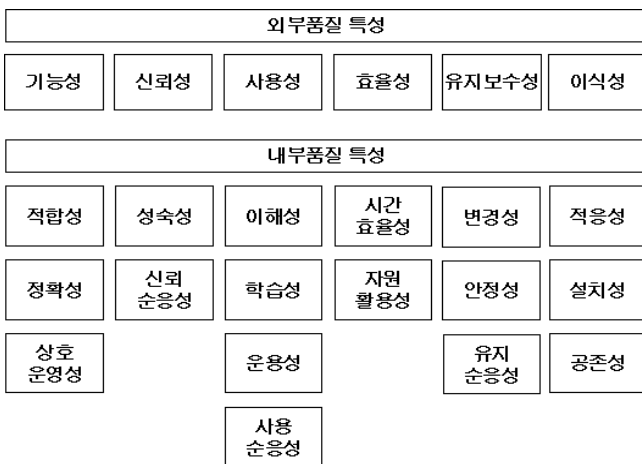 외부품질 특성
기능성 신뢰성 사용성 효율성 유지보수성 이식성
내부품질 특성
적합성 성숙성 이해성 시간 효율성 변경성 적응성
정확성 신뢰 순응성 학습성 자원 활용성 안정성 설치성
상호 운영성 운용성 유지 순응성 공존성
사용 순응성